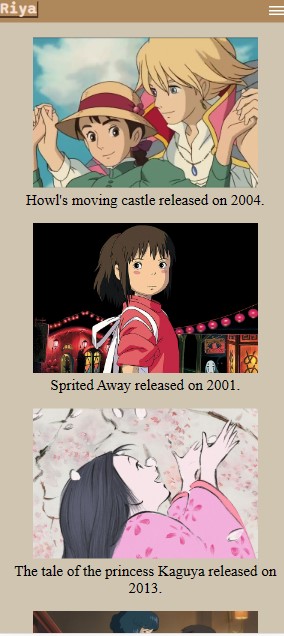 Riya
Howl's moving castle released on 2004.
Sprited Away released on 2001.
The tale of the princess Kaguya released on
2013.